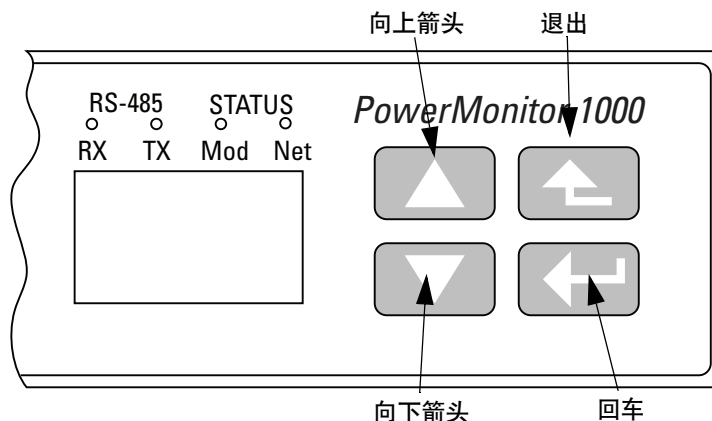 向上箭头 退出
RS-485 STATUS PowerMonitor 1000
RX TX Mod Net
向下箭头 回车